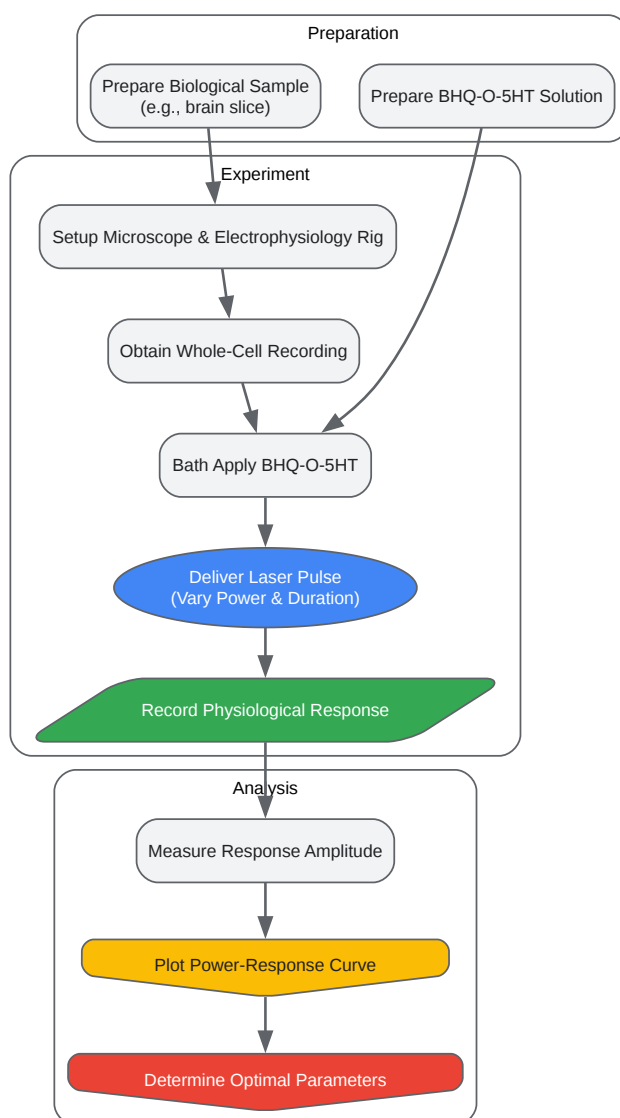 Preparation
Prepare Biological Sample
(e.g., brain slice)
Prepare BHQ-O-5HT Solution
Experiment
Setup Microscope & Electrophysiology Rig
Obtain Whole-Cell Recording
Bath Apply BHQ-O-5HT
Deliver Laser Pulse
(Vary Power & Duration)
Record Physiological Response
Analysis
Measure Response Amplitude
Plot Power-Response Curve
Determine Optimal Parameters